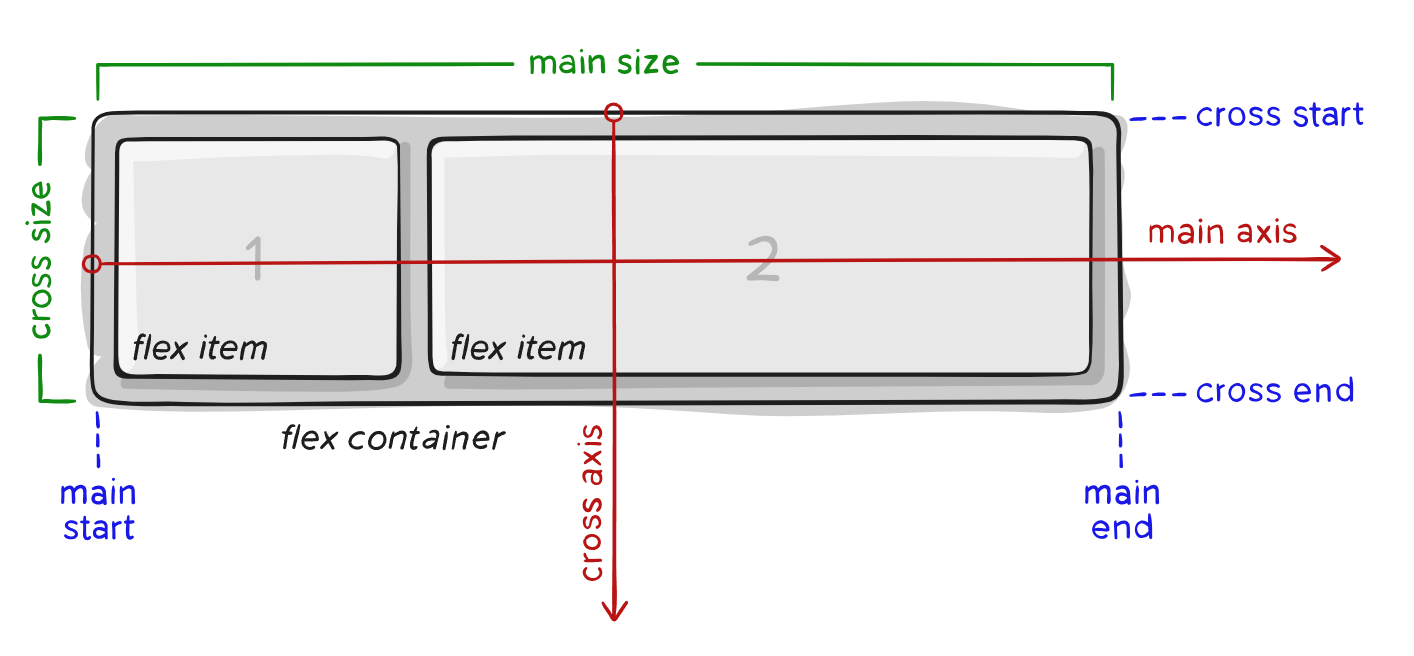 main size
cross start
cross size
main axis
1
2
flex item
flex item
cross end
flex container
cross axis
main
start
main
end